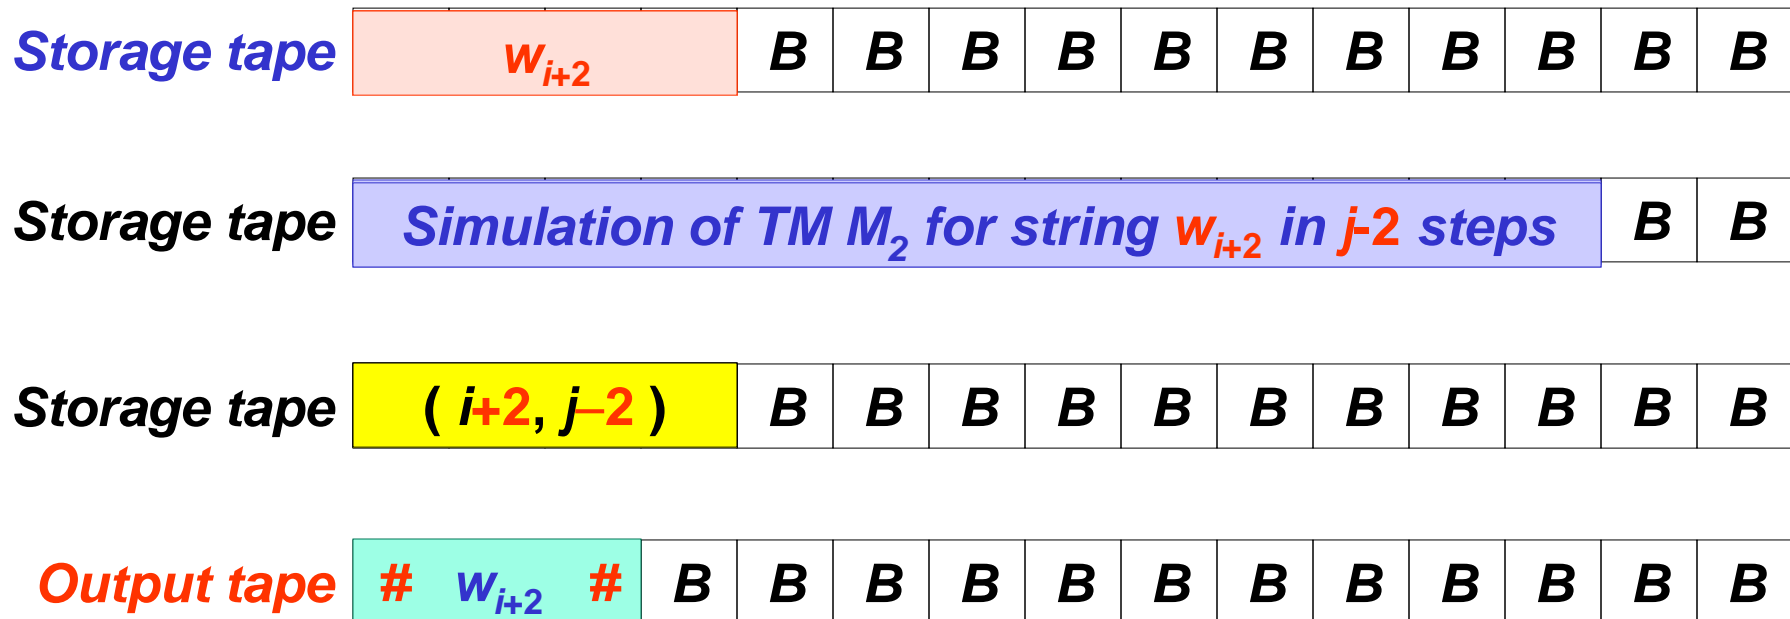 Storage tape w_{i+2} B B B B B B B B B B B
Storage tape Simulation of TM M_2 for string w_{i+2} in j-2 steps B B
Storage tape ( i+2, j–2 ) B B B B B B B B B B B
Output tape # w_{i+2} # B B B B B B B B B B B B